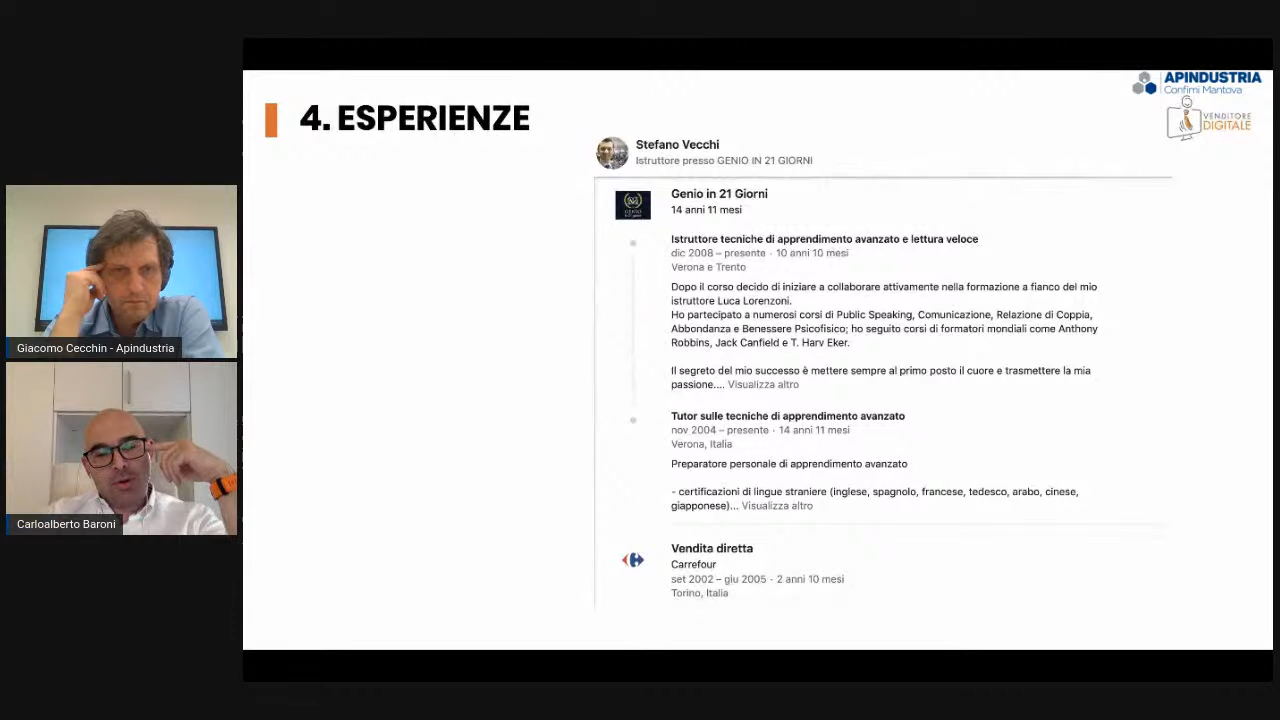 APINDUSTRIA
Confimi Mantova
VENDITORE
DIGITALE
4. ESPERIENZE
Stefano Vecchi
Istruttore presso GENIO IN 21 GIORNI
Genio in 21 Giorni
14 anni 11 mesi
Istruttore tecniche di apprendimento avanzato e lettura veloce
dic 2008 – presente · 10 anni 10 mesi
Verona e Trento
Dopo il corso decido di iniziare a collaborare attivamente nella formazione a fianco del mio
istruttore Luca Lorenzoni.
Ho partecipato a numerosi corsi di Public Speaking, Comunicazione, Relazione di Coppia,
Abbondanza e Benessere Psicofisico; ho seguito corsi di formatori mondiali come Anthony
Robbins, Jack Canfield e T. Harv Eker.
Il segreto del mio successo è mettere sempre al primo posto il cuore e trasmettere la mia
passione.... Visualizza altro
Tutor sulle tecniche di apprendimento avanzato
nov 2004 – presente · 14 anni 11 mesi
Verona, Italia
Preparatore personale di apprendimento avanzato
- certificazioni di lingue straniere (inglese, spagnolo, francese, tedesco, arabo, cinese,
giapponese)... Visualizza altro
Vendita diretta
Carrefour
set 2002 – giu 2005 · 2 anni 10 mesi
Torino, Italia
Giacomo Cecchin - Apindustria
Carloalberto Baroni